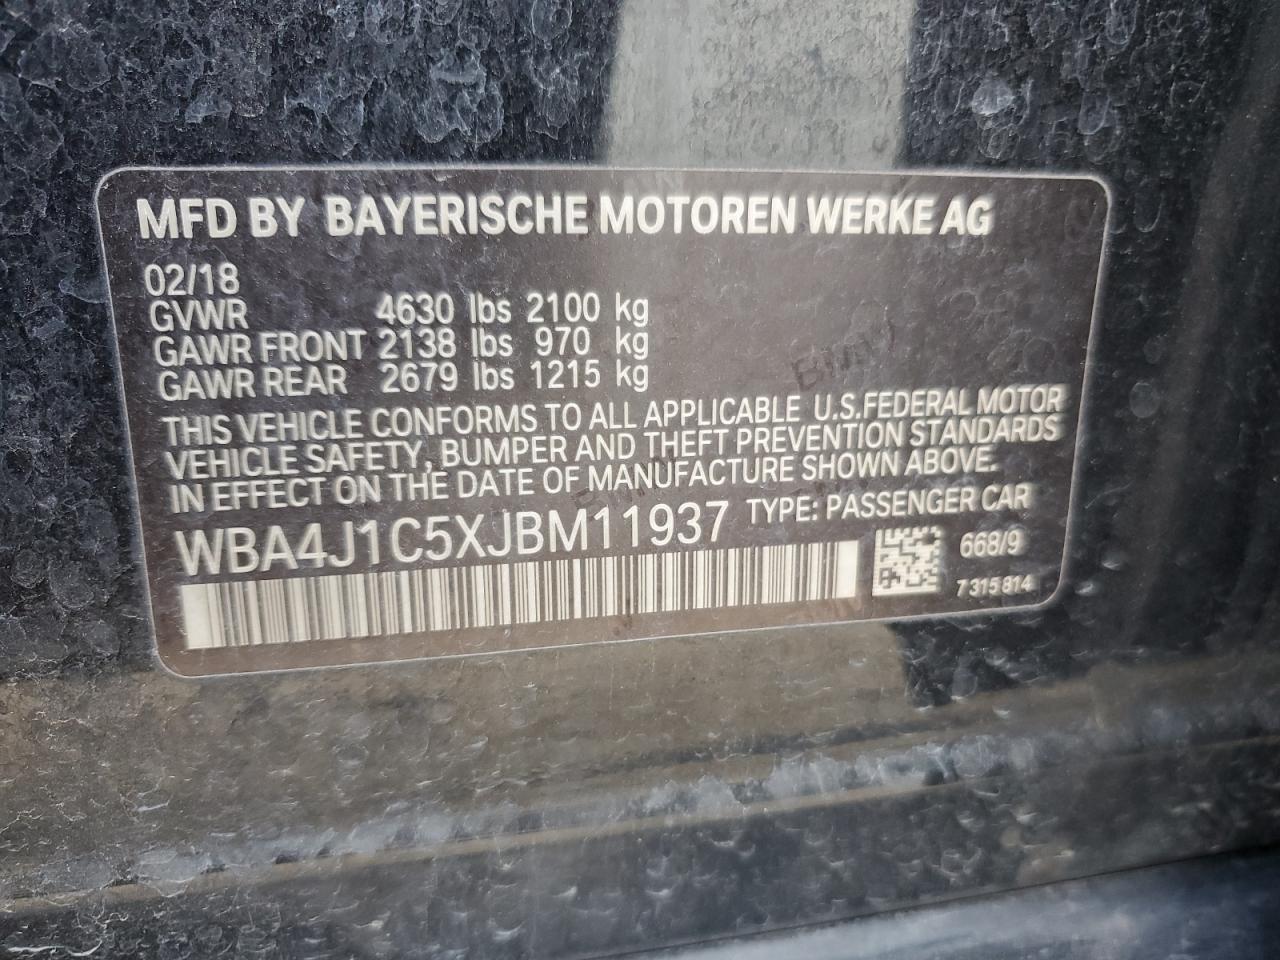 MFD BY BAYERISCHE MOTOREN WERKE AG
02/18
GVWR 4630 lbs 2100 kg
GAWR FRONT 2138 lbs 970 kg
GAWR REAR 2679 lbs 1215 kg
THIS VEHICLE CONFORMS TO ALL APPLICABLE U.S.FEDERAL MOTOR
VEHICLE SAFETY, BUMPER AND THEFT PREVENTION STANDARDS
IN EFFECT ON THE DATE OF MANUFACTURE SHOWN ABOVE.
WBA4J1C5XJBM11937 TYPE: PASSENGER CAR
668/9
7 315 814